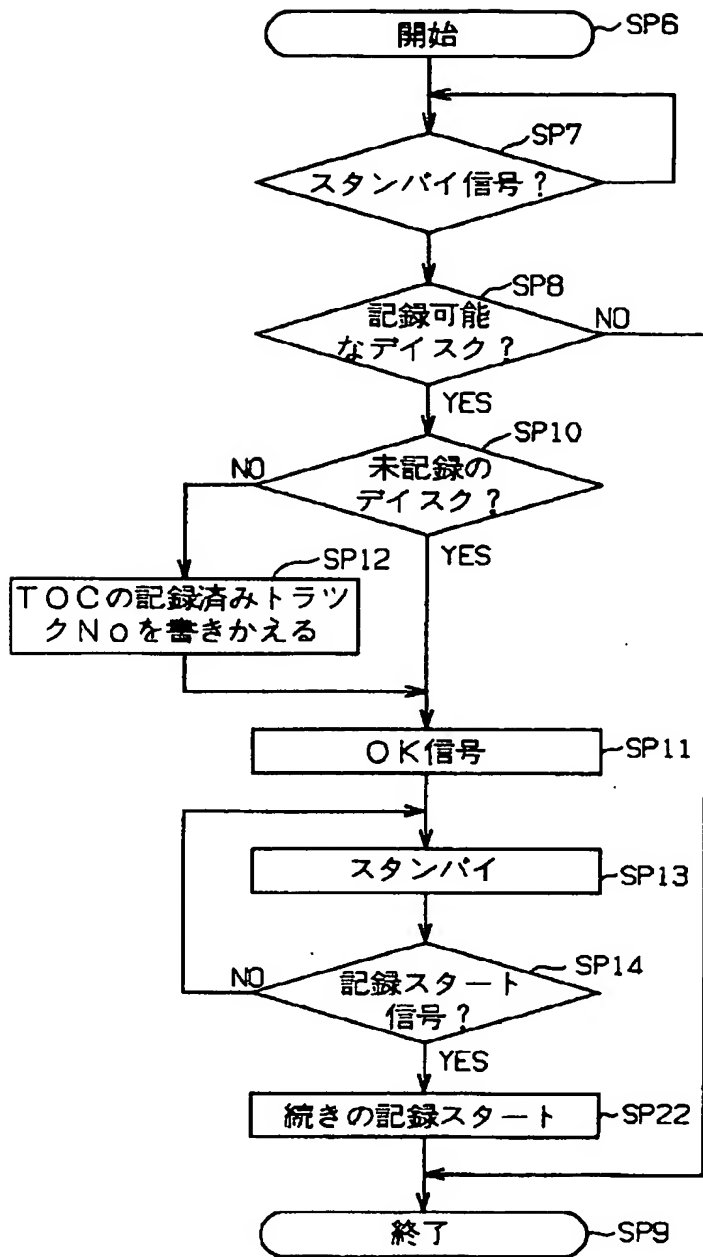 開始
SP6
SP7
スタンバイ信号?
SP8
記録可能
なデイスク?
NO
YES
SP10
NO
未記録の
デイスク?
YES
SP12
TOCの記録済みトラツ
クNoを書きかえる
OK信号
SP11
スタンバイ
SP13
SP14
NO
記録スタート
信号?
YES
続きの記録スタート
SP22
終了
SP9